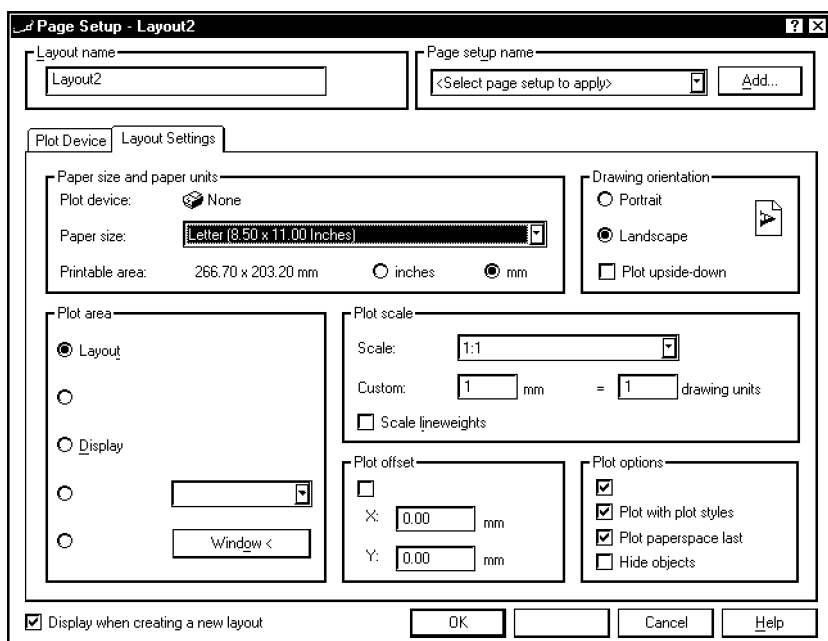 Page Setup - Layout2
Layout name
Layout2
Page setup name
<Select page setup to apply>
Add...
Plot Device
Layout Settings
Paper size and paper units
Plot device: None
Paper size: Letter (8.50 x 11.00 Inches)
Printable area: 266.70 x 203.20 mm inches mm
Drawing orientation
Portrait
Landscape
Plot upside-down
A
Plot area
Layout
Display
Window <
Plot scale
Scale: 1:1
Custom: 1 mm = 1 drawing units
Scale lineweights
Plot offset
X: 0.00 mm
Y: 0.00 mm
Plot options
Plot with plot styles
Plot paperspace last
Hide objects
Display when creating a new layout
OK
Cancel
Help